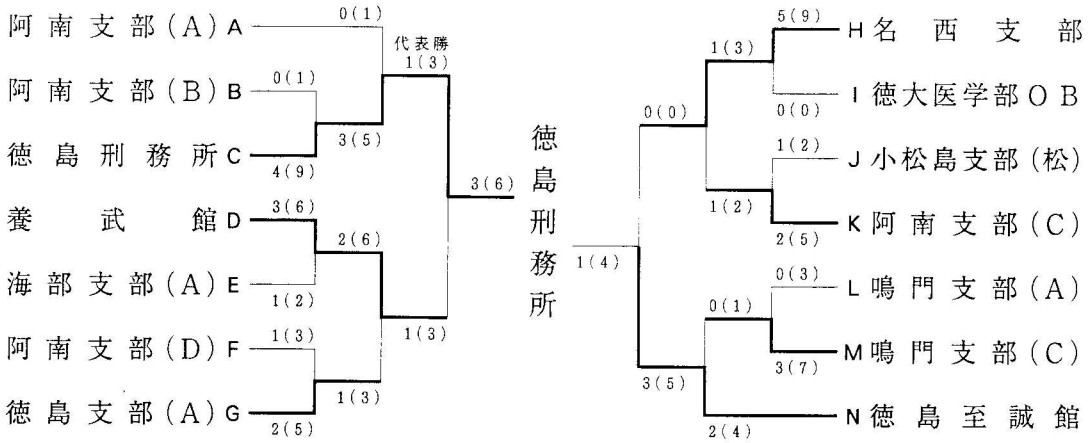 0(1)
阿南支部(A) A
代表勝
1(3)
0(1)
阿南支部(B) B
3(5)
徳島刑務所 C
4(9)
3(6)
3(6)
養武館 D
2(6)
海部支部(A) E
1(2)
1(3)
1(3)
阿南支部(D) F
1(3)
徳島支部(A) G
2(5)
徳島刑務所
5(9)
H 名西支部
1(3)
I 徳大医学部OB
0(0)
0(0)
1(2)
J 小松島支部(松)
1(2)
K 阿南支部(C)
2(5)
1(4)
0(3)
L 鳴門支部(A)
0(1)
M 鳴門支部(C)
3(7)
3(5)
N 徳島至誠館
2(4)